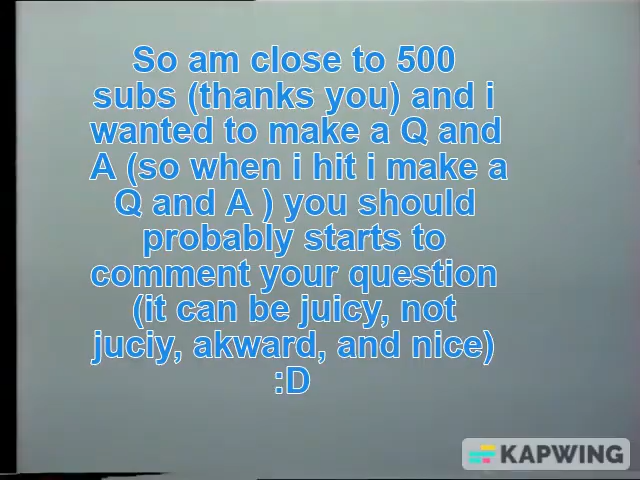 So am close to 500
subs (thanks you) and i
wanted to make a Q and
A (so when i hit i make a
Q and A ) you should
probably starts to
comment your question
(it can be juicy, not
juciy, akward, and nice)
:D
KAPWING